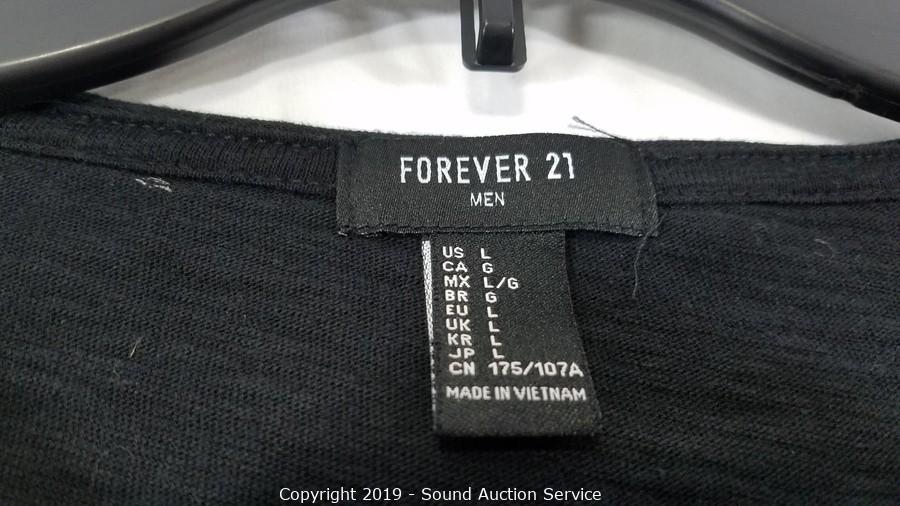 FOREVER 21
MEN
US L
CA G
MX L/G
BR G
EU L
UK L
KR L
JP L
CN 175/107A
MADE IN VIETNAM
Copyright 2019 - Sound Auction Service